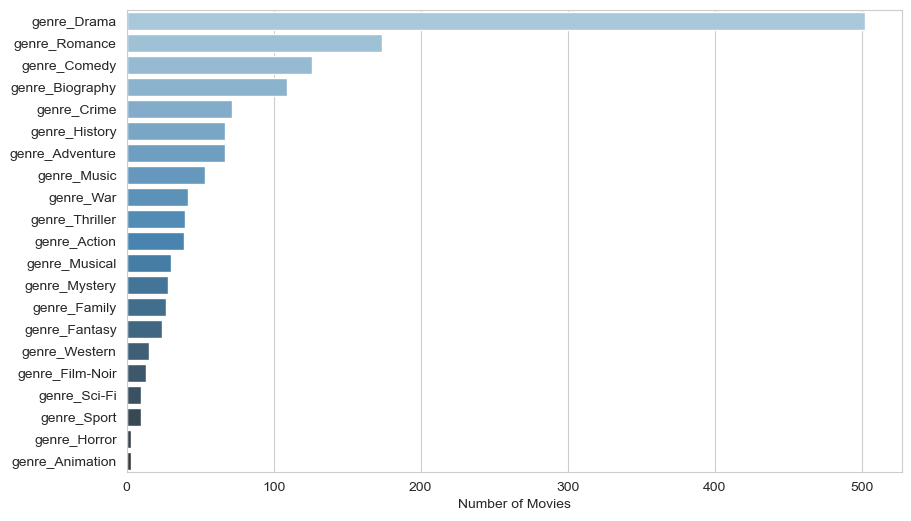 genre_Drama
genre_Romance
genre_Comedy
genre_Biography
genre_Crime
genre_History
genre_Adventure
genre_Music
genre_War
genre_Thriller
genre_Action
genre_Musical
genre_Mystery
genre_Family
genre_Fantasy
genre_Western
genre_Film-Noir
genre_Sci-Fi
genre_Sport
genre_Horror
genre_Animation
0 100 200 300 400 500
Number of Movies